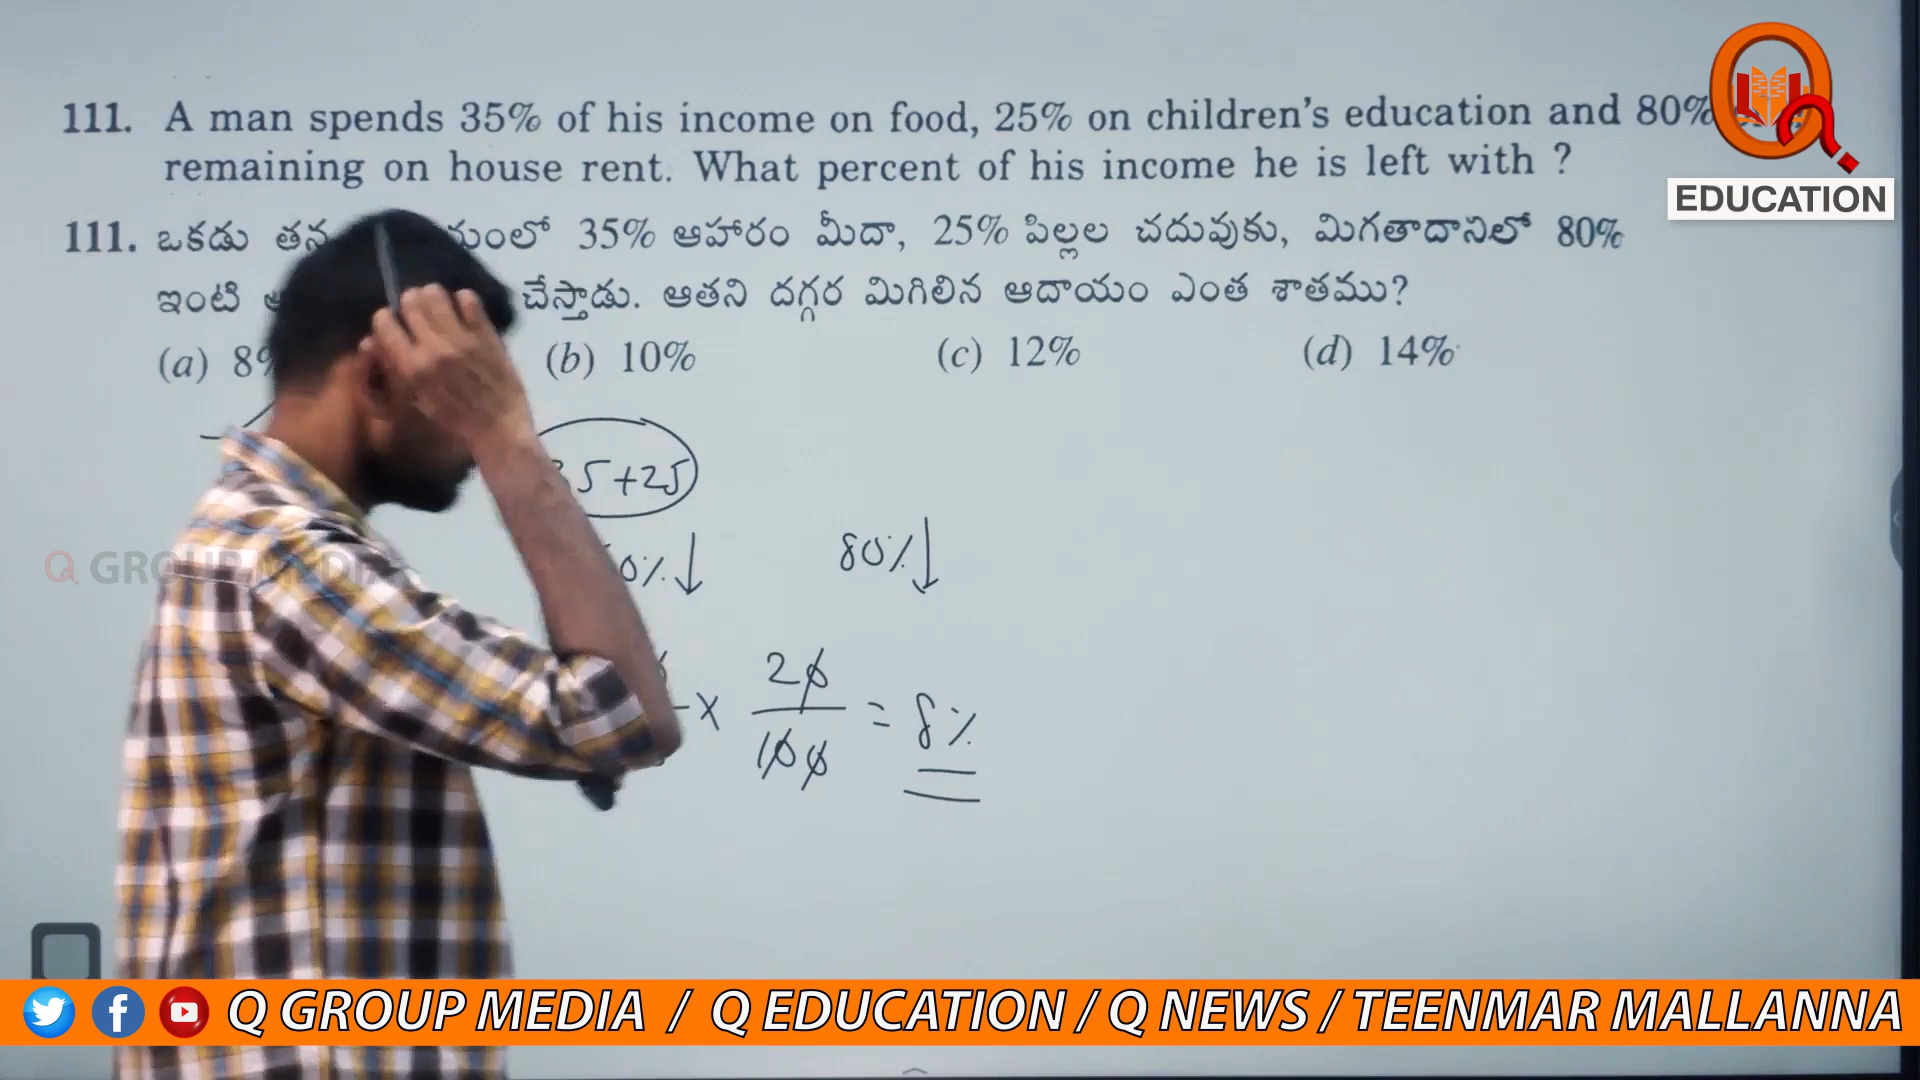 111. A man spends 35% of his income on food, 25% on children's education and 80%
remaining on house rent. What percent of his income he is left with ?
EDUCATION
111. ఒకడు తన 35% ఆహారం మీదా, 25% పిల్లల చదువుకు, మిగతాదానిలో 80%
ఇంటి చేస్తాడు. ఆతని దగ్గర మిగిలిన ఆదాయం ఎంత శాతము?
(a) (b) 10% (c) 12% (d) 14%
+25
80%↓
× 20/100 = 8%
Q GROUP MEDIA
Q GROUP MEDIA / Q EDUCATION / Q NEWS / TEENMAR MALLANNA